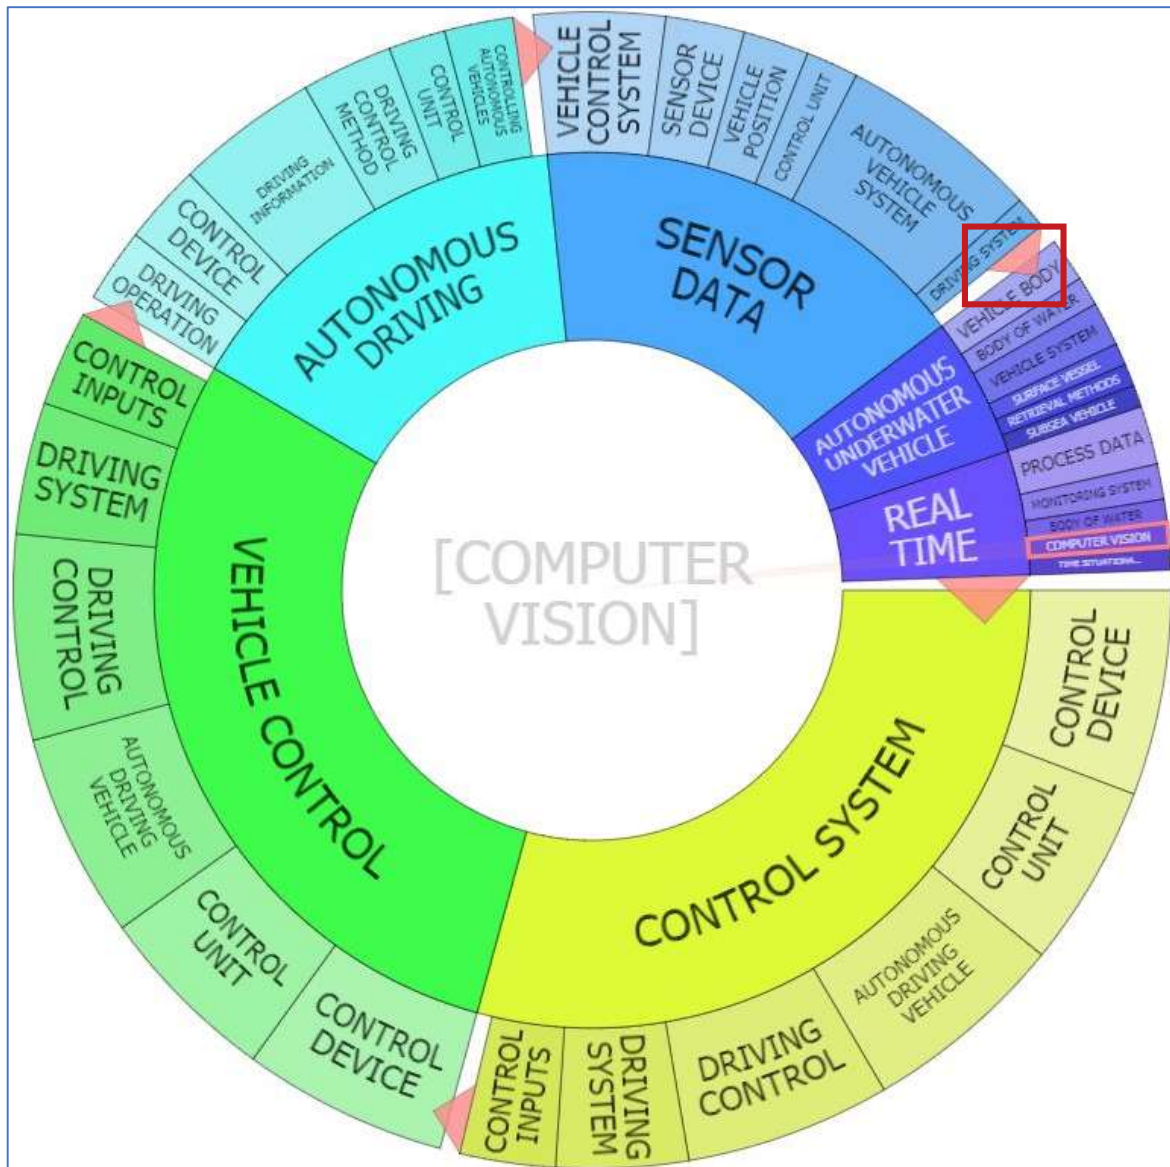 VEHICLE
CONTROL
SYSTEM
SENSOR
DEVICE
VEHICLE
POSITION
CONTROL UNIT
AUTONOMOUS
VEHICLE
SYSTEM
DRIVING SYSTEM
SENSOR
DATA
VEHICLE BODY
BODY OF WATER
VEHICLE SYSTEM
SURFACE VESSEL
RETRIEVAL METHODS
SUBSEA VEHICLE
AUTONOMOUS
UNDERWATER
VEHICLE
PROCESS DATA
MONITORING SYSTEM
BODY OF WATER
COMPUTER VISION
TIME SITUATIONA...
REAL
TIME
CONTROL
DEVICE
CONTROL
UNIT
AUTONOMOUS
DRIVING
VEHICLE
DRIVING
CONTROL
DRIVING
SYSTEM
CONTROL
INPUTS
CONTROL SYSTEM
CONTROL
DEVICE
CONTROL
UNIT
AUTONOMOUS
DRIVING
VEHICLE
DRIVING
CONTROL
DRIVING
SYSTEM
CONTROL
INPUTS
VEHICLE CONTROL
DRIVING
OPERATION
CONTROL
DEVICE
DRIVING
INFORMATION
DRIVING
CONTROL
METHOD
CONTROL
UNIT
CONTROLLING
AUTONOMOUS
VEHICLES
AUTONOMOUS
DRIVING
[COMPUTER
VISION]